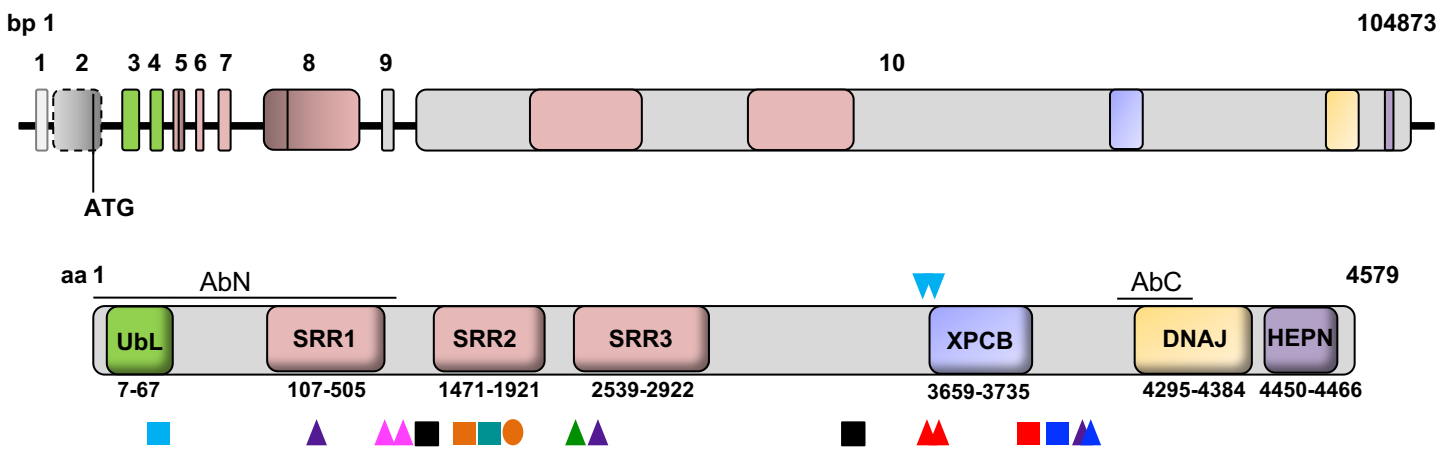 bp 1 104873
1 2 3 4 5 6 7 8 9 10
ATG
aa 1 AbN AbC 4579
UbL SRR1 SRR2 SRR3 XPCB DNAJ HEPN
7-67 107-505 1471-1921 2539-2922 3659-3735 4295-4384 4450-4466